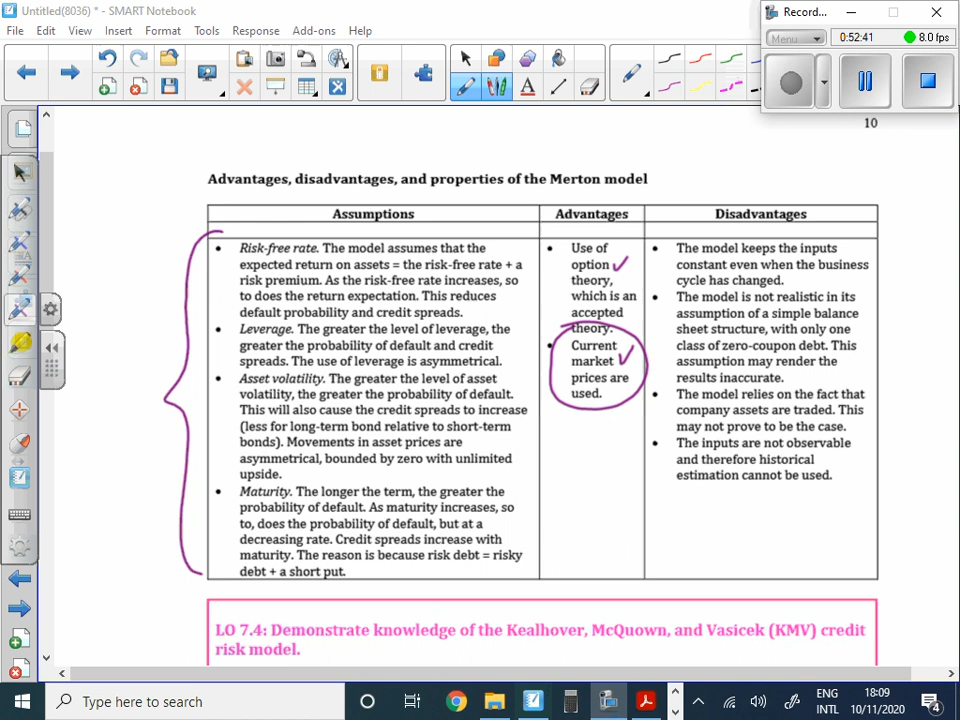 Untitled(8036) * - SMART Notebook
File Edit View Insert Format Tools Response Add-ons Help
Record...
Menu 0:52:41 8.0 fps
10
Advantages, disadvantages, and properties of the Merton model
Assumptions Advantages Disadvantages
• Risk-free rate. The model assumes that the
expected return on assets = the risk-free rate + a
risk premium. As the risk-free rate increases, so
to does the return expectation. This reduces
default probability and credit spreads.
• Leverage. The greater the level of leverage, the
greater the probability of default and credit
spreads. The use of leverage is asymmetrical.
• Asset volatility. The greater the level of asset
volatility, the greater the probability of default.
This will also cause the credit spreads to increase
(less for long-term bond relative to short-term
bonds). Movements in asset prices are
asymmetrical, bounded by zero with unlimited
upside.
• Maturity. The longer the term, the greater the
probability of default. As maturity increases, so
to, does the probability of default, but at a
decreasing rate. Credit spreads increase with
maturity. The reason is because risk debt = risky
debt + a short put.
• Use of
option
theory,
which is an
accepted
theory.
• Current
market
prices are
used.
• The model keeps the inputs
constant even when the business
cycle has changed.
• The model is not realistic in its
assumption of a simple balance
sheet structure, with only one
class of zero-coupon debt. This
assumption may render the
results inaccurate.
• The model relies on the fact that
company assets are traded. This
may not prove to be the case.
• The inputs are not observable
and therefore historical
estimation cannot be used.
LO 7.4: Demonstrate knowledge of the Kealhover, McQuown, and Vasicek (KMV) credit
risk model.
Type here to search
ENG
INTL
18:09
10/11/2020
4